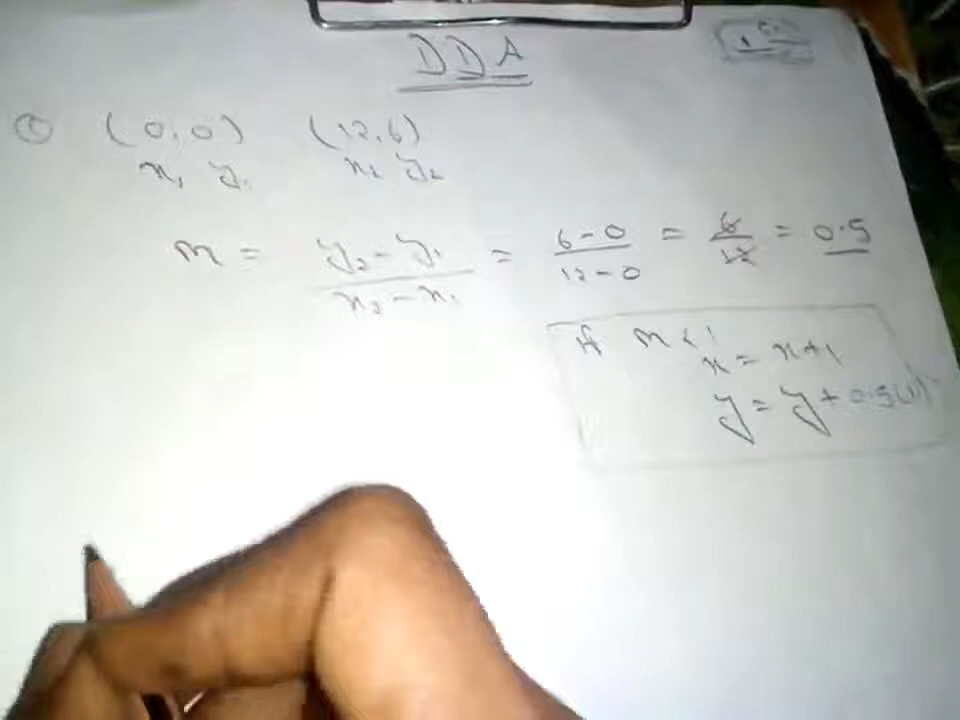 DDA
① (0,0) (12,6)
x₁ y₁ x₂ y₂
m = y₂-y₁ / x₂-x₁ = 6-0 / 12-0 = 6/12 = 0.5
If m<1
x = x+1
y = y+0.5(1)